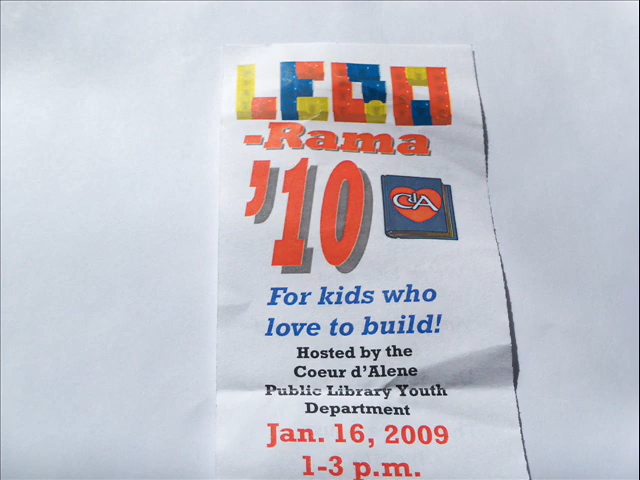 LEGO
-Rama
'10
CdA
For kids who
love to build!
Hosted by the
Coeur d'Alene
Public Library Youth
Department
Jan. 16, 2009
1-3 p.m.